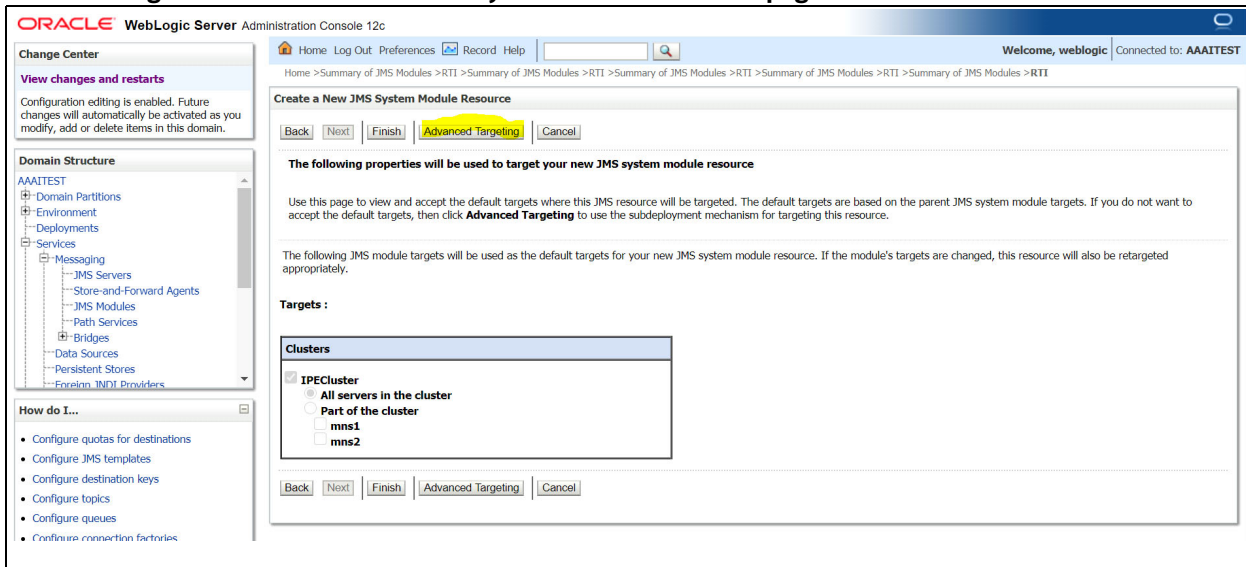 ORACLE WebLogic Server Administration Console 12c
Change Center
View changes and restarts
Configuration editing is enabled. Future
changes will automatically be activated as you
modify, add or delete items in this domain.
Domain Structure
AAAITEST
Domain Partitions
Environment
Deployments
Services
Messaging
JMS Servers
Store-and-Forward Agents
JMS Modules
Path Services
Bridges
Data Sources
Persistent Stores
Foreign JNDI Providers
How do I...
Configure quotas for destinations
Configure JMS templates
Configure destination keys
Configure topics
Configure queues
Configure connection factories
Home Log Out Preferences Record Help
Welcome, weblogic Connected to: AAAITEST
Home >Summary of JMS Modules >RTI >Summary of JMS Modules >RTI >Summary of JMS Modules >RTI >Summary of JMS Modules >RTI >Summary of JMS Modules >RTI
Create a New JMS System Module Resource
Back Next Finish Advanced Targeting Cancel
The following properties will be used to target your new JMS system module resource
Use this page to view and accept the default targets where this JMS resource will be targeted. The default targets are based on the parent JMS system module targets. If you do not want to
accept the default targets, then click Advanced Targeting to use the subdeployment mechanism for targeting this resource.
The following JMS module targets will be used as the default targets for your new JMS system module resource. If the module's targets are changed, this resource will also be retargeted
appropriately.
Targets :
Clusters
IPECluster
All servers in the cluster
Part of the cluster
mns1
mns2
Back Next Finish Advanced Targeting Cancel